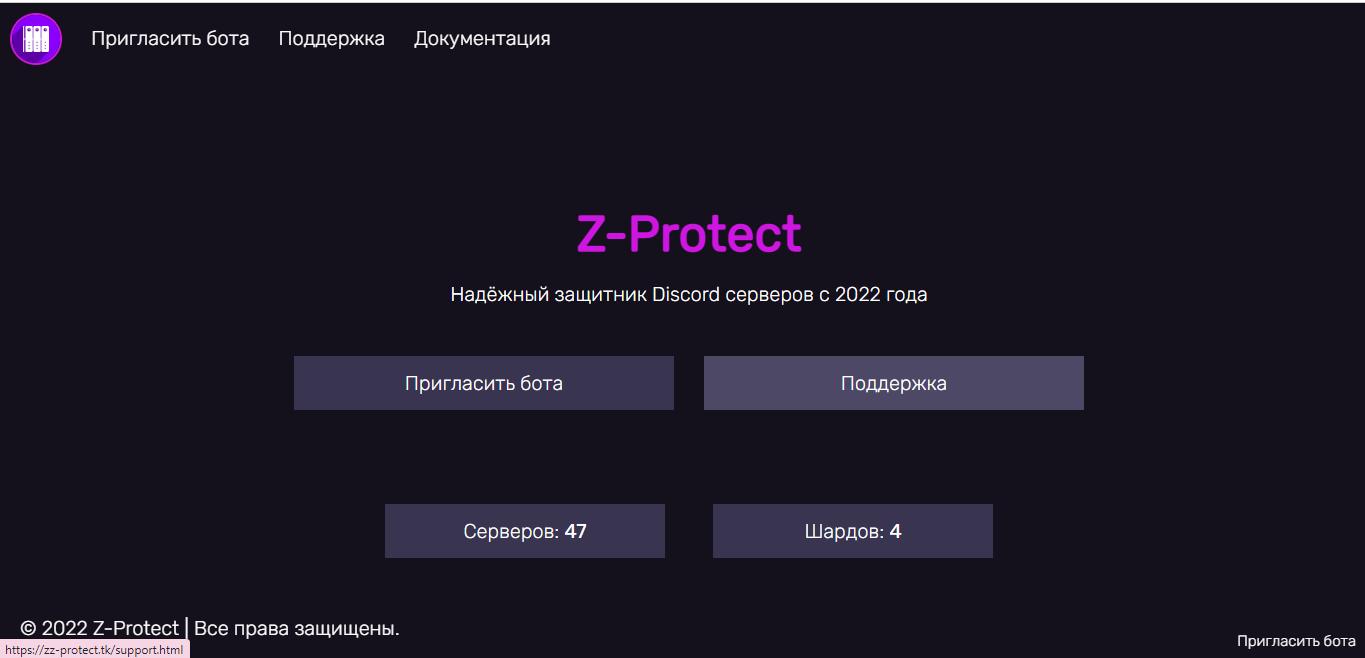 Пригласить бота Поддержка Документация
Z-Protect
Надёжный защитник Discord серверов с 2022 года
Пригласить бота Поддержка
Серверов: 47 Шардов: 4
© 2022 Z-Protect | Все права защищены.
Пригласить бота
https://zz-protect.tk/support.html